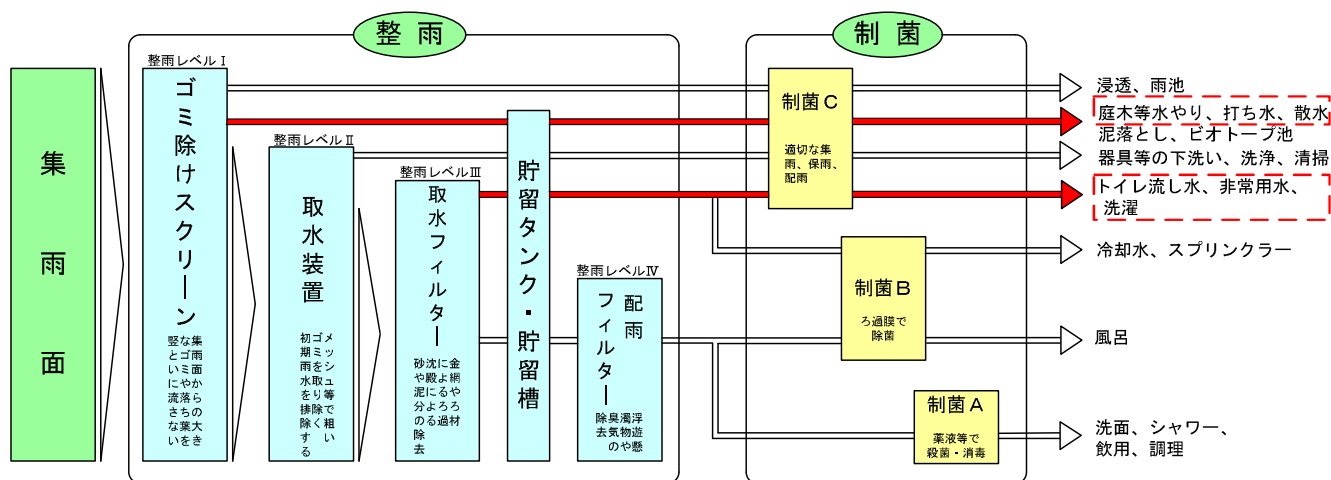 整雨
制菌
集雨面
整雨レベルⅠ
ゴミ除けスクリーン
集雨面からの大き
なゴミや落ち葉を
竪といに流さない
整雨レベルⅡ
取水装置
メッシュ等で粗い
ゴミを取り除く
初期雨水を排除する
整雨レベルⅢ
取水フィルター
金網やろ材
によるろ過
沈殿による
砂や泥分の除去
貯留タンク・貯留槽
整雨レベルⅣ
配雨
フィルター
浮遊懸
濁物や
臭気の
除去
制菌C
適切な集
雨、保雨、
配雨
制菌B
ろ過膜で
除菌
制菌A
薬液等で
殺菌・消毒
浸透、雨池
庭木等水やり、打ち水、散水
泥落とし、ビオトープ池
器具等の下洗い、洗浄、清掃
トイレ流し水、非常用水、
洗濯
冷却水、スプリンクラー
風呂
洗面、シャワー、
飲用、調理